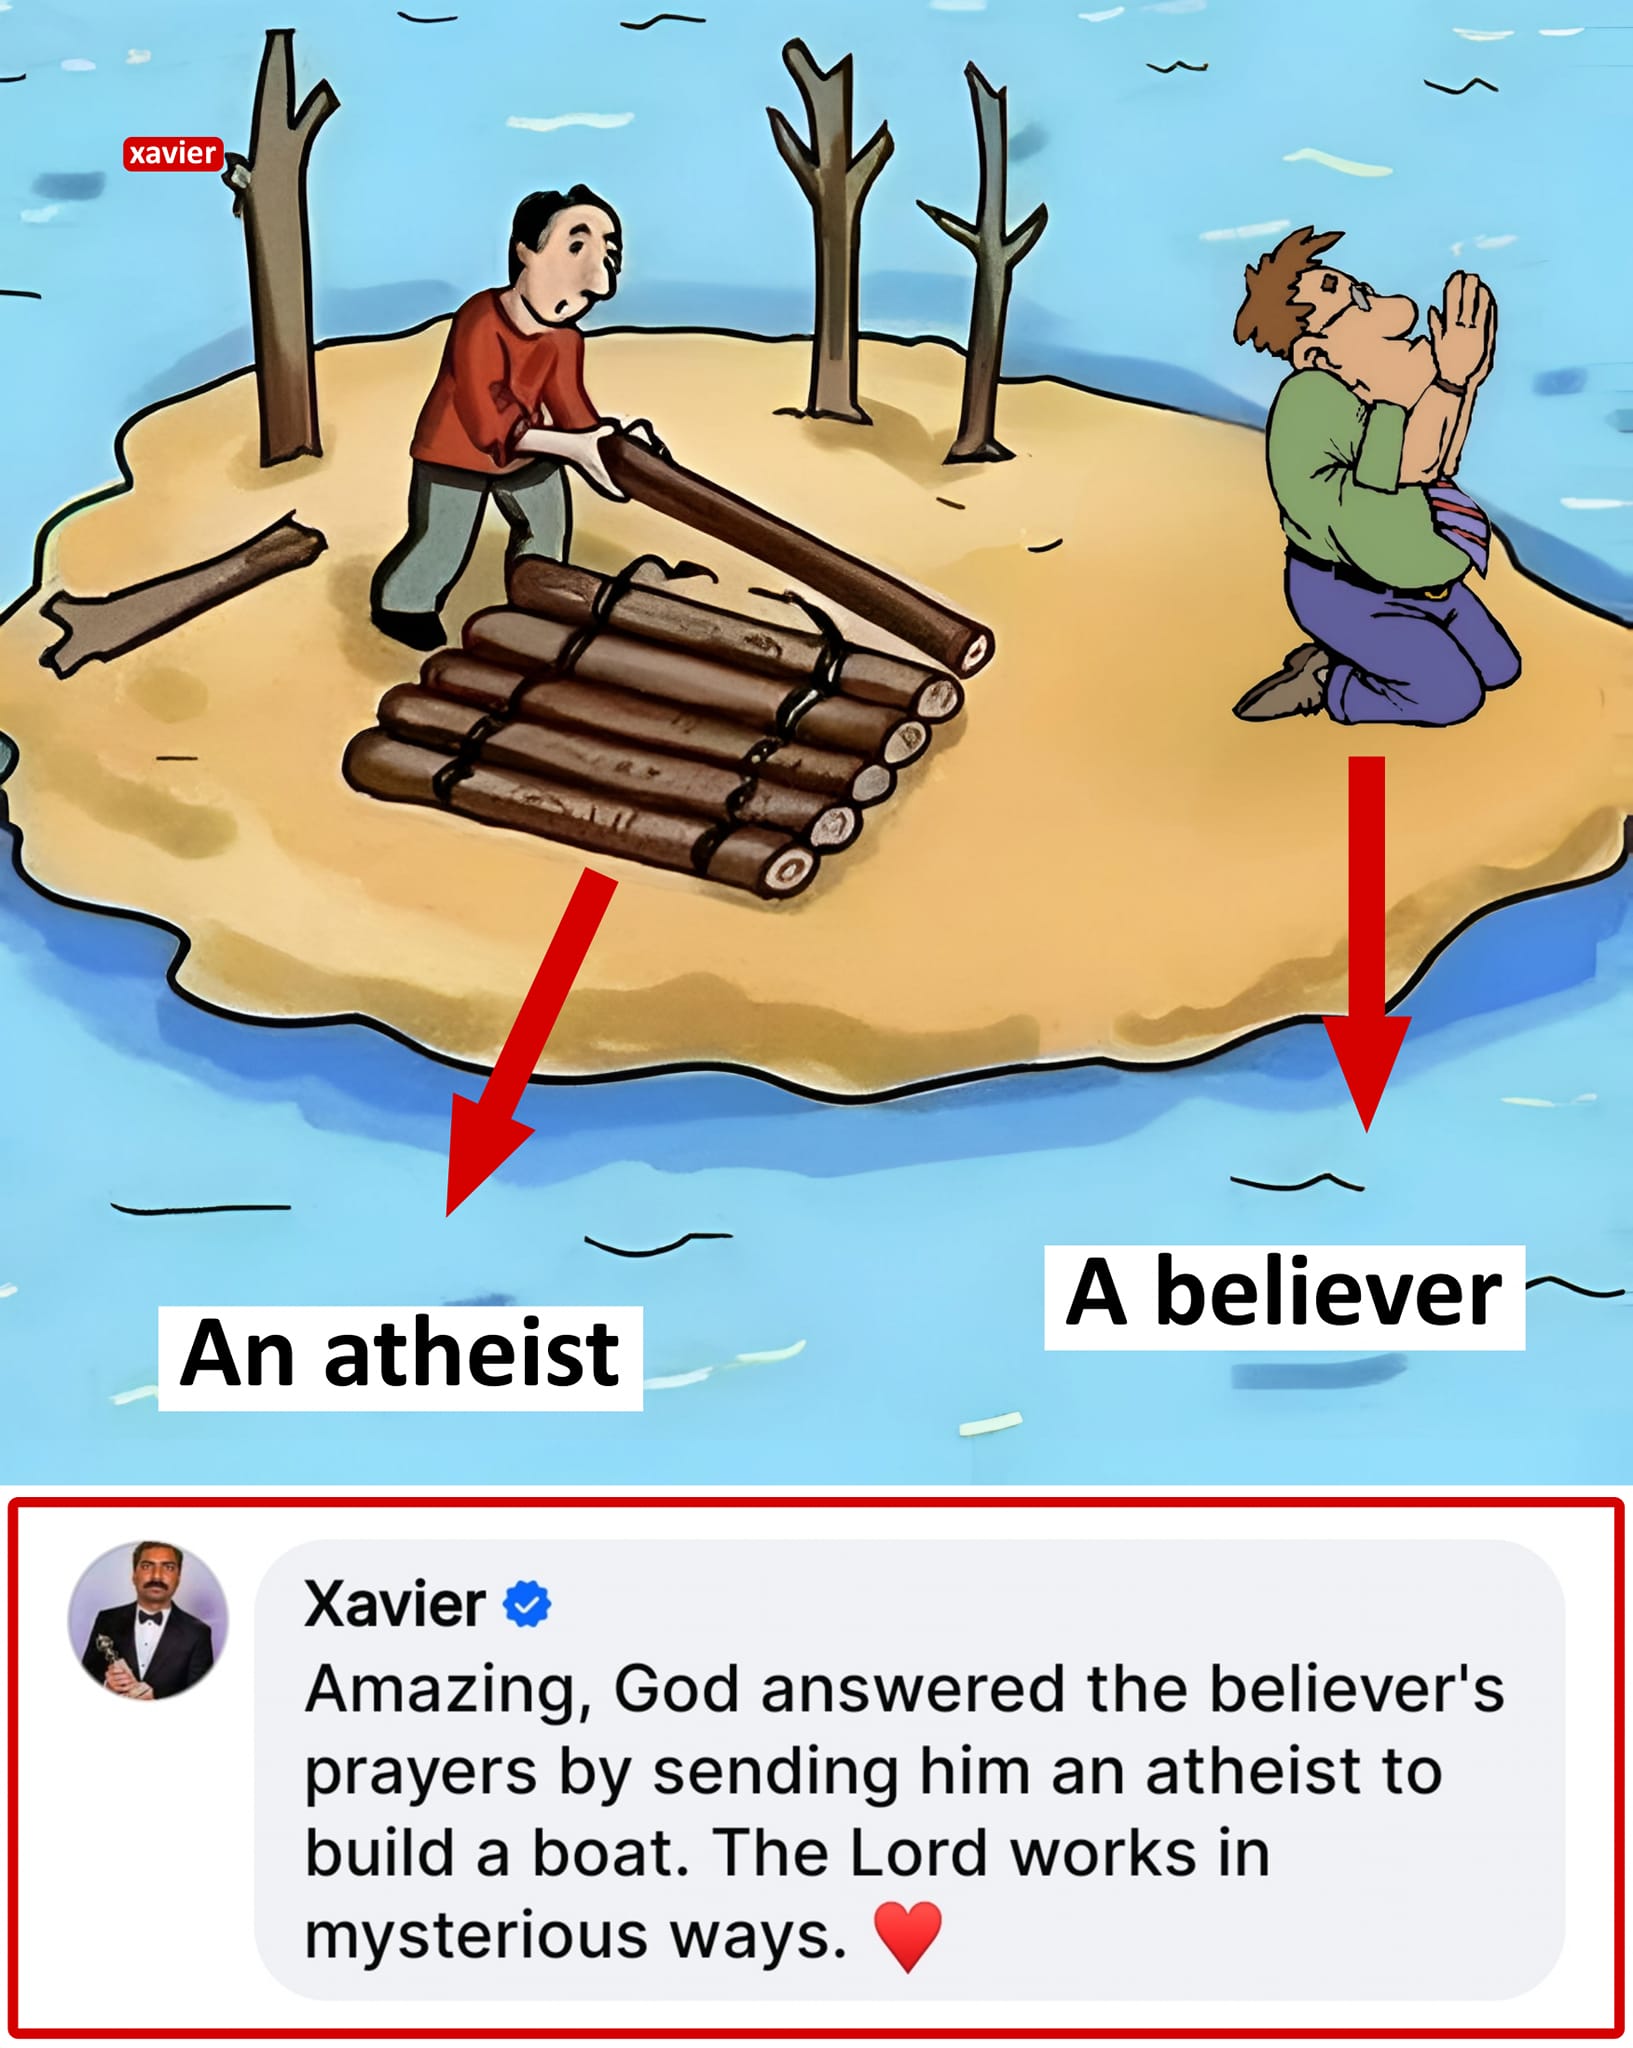 xavier
An atheist
A believer
Xavier
Amazing, God answered the believer's
prayers by sending him an atheist to
build a boat. The Lord works in
mysterious ways. ♥️